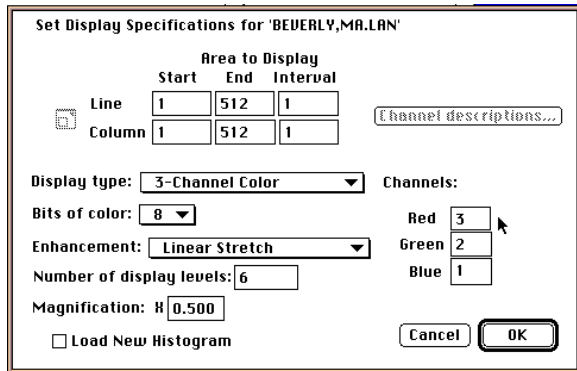 Set Display Specifications for 'BEVERLY,MA.LAN'
Area to Display
Start End Interval
Line 1 512 1
Column 1 512 1
Channel descriptions...
Display type: 3-Channel Color
Channels:
Bits of color: 8
Red 3
Enhancement: Linear Stretch
Green 2
Number of display levels: 6
Blue 1
Magnification: X 0.500
Load New Histogram
Cancel OK